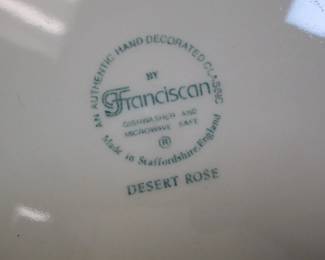 AN AUTHENTIC HAND·DECORATED CLASSIC
BY
Franciscan
DISHWASHER AND
MICROWAVE SAFE
®
Made in Staffordshire, England
DESERT ROSE